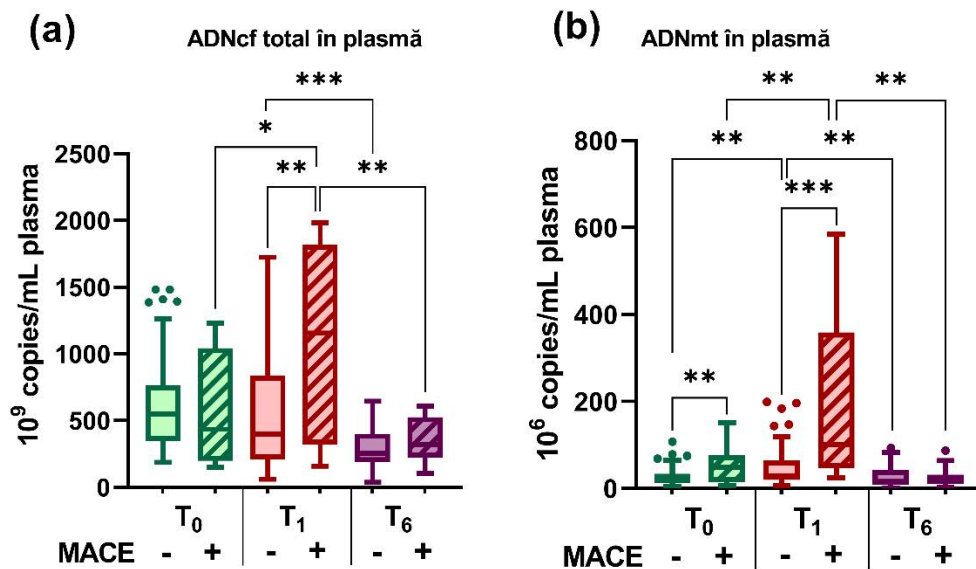 (a)
ADNcf total în plasmă
***
*
**
**
2500
2000
1500
1000
500
0
10⁹ copies/mL plasma
T₀ T₁ T₆
MACE - + - + - +
(b)
ADNmt în plasmă
**
**
**
**
***
**
800
600
400
200
0
10⁶ copies/mL plasma
T₀ T₁ T₆
MACE - + - + - +